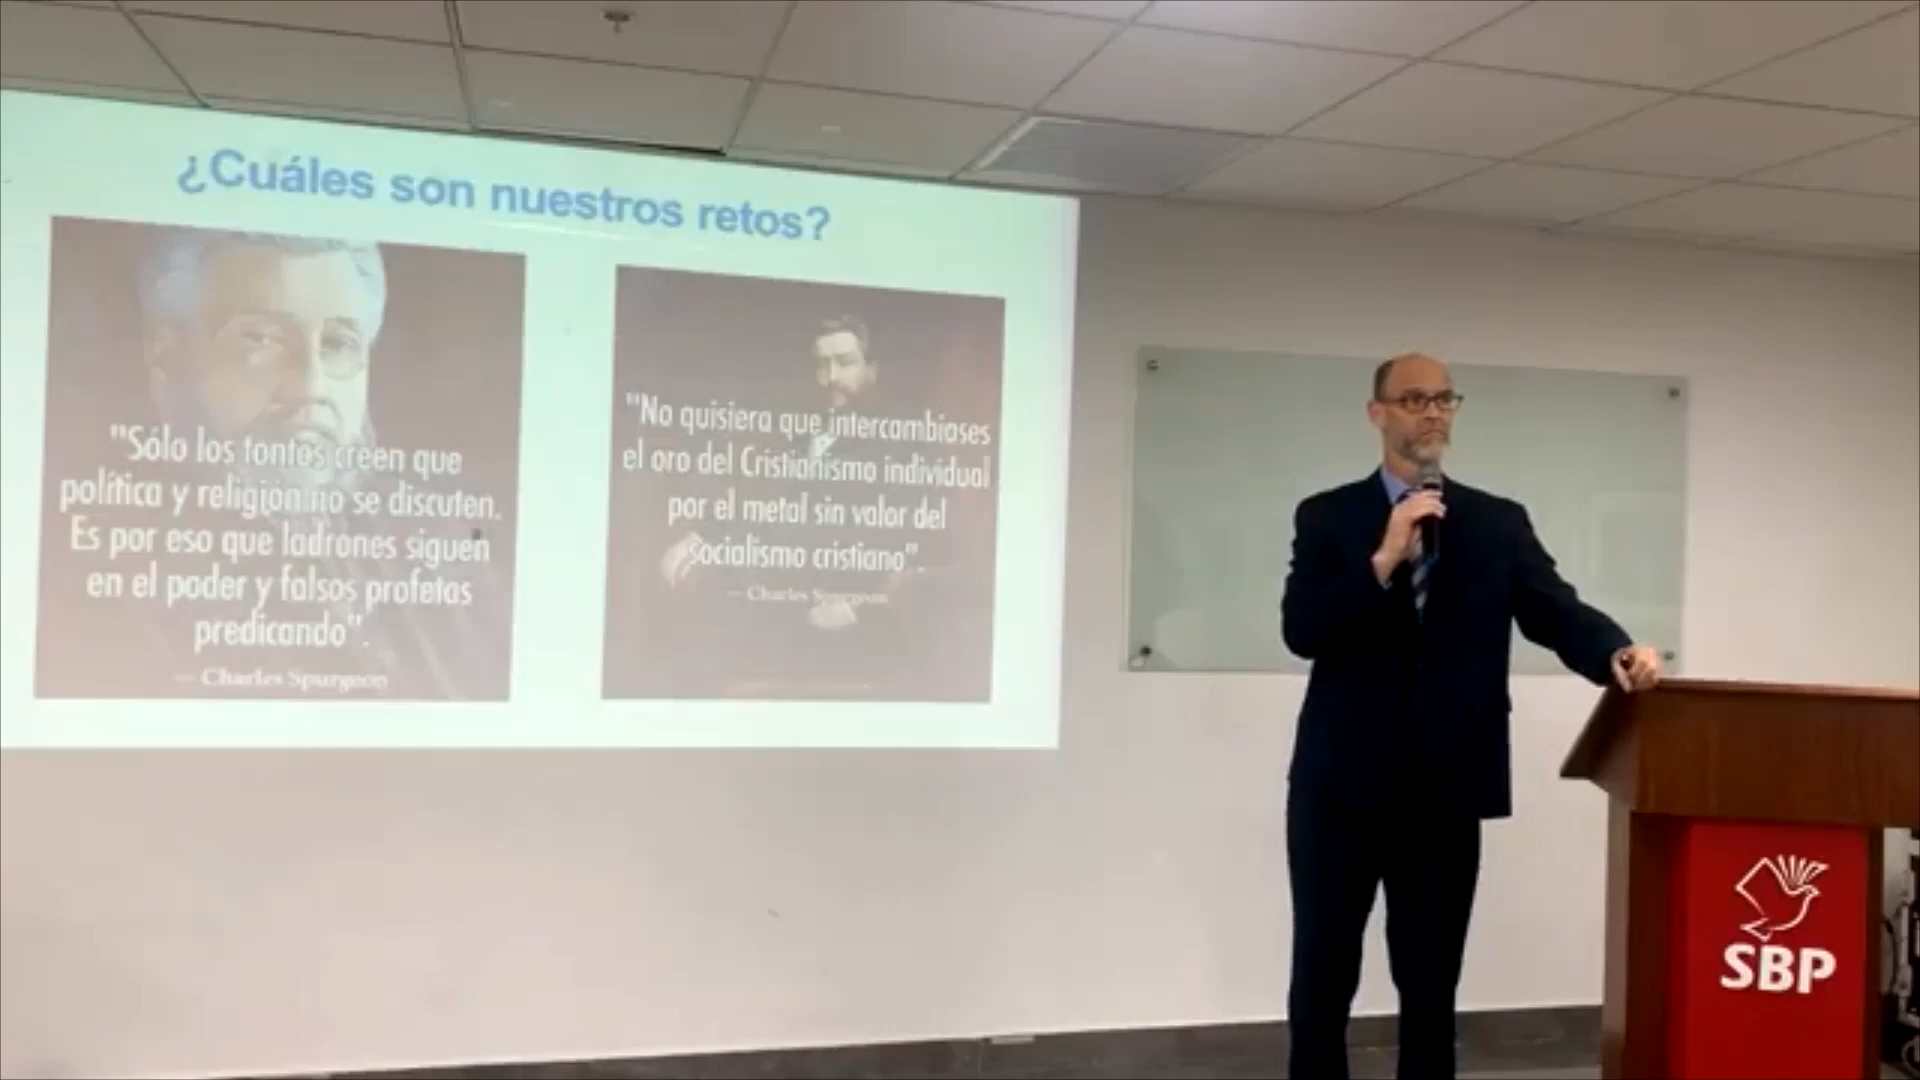 ¿Cuáles son nuestros retos?
"Sólo los tontos creen que
política y religión no se discuten.
Es por eso que ladrones siguen
en el poder y falsos profetas
predicando".
— Charles Spurgeon
"No quisiera que intercambiases
el oro del Cristianismo individual
por el metal sin valor del
socialismo cristiano".
— Charles Spurgeon
SBP